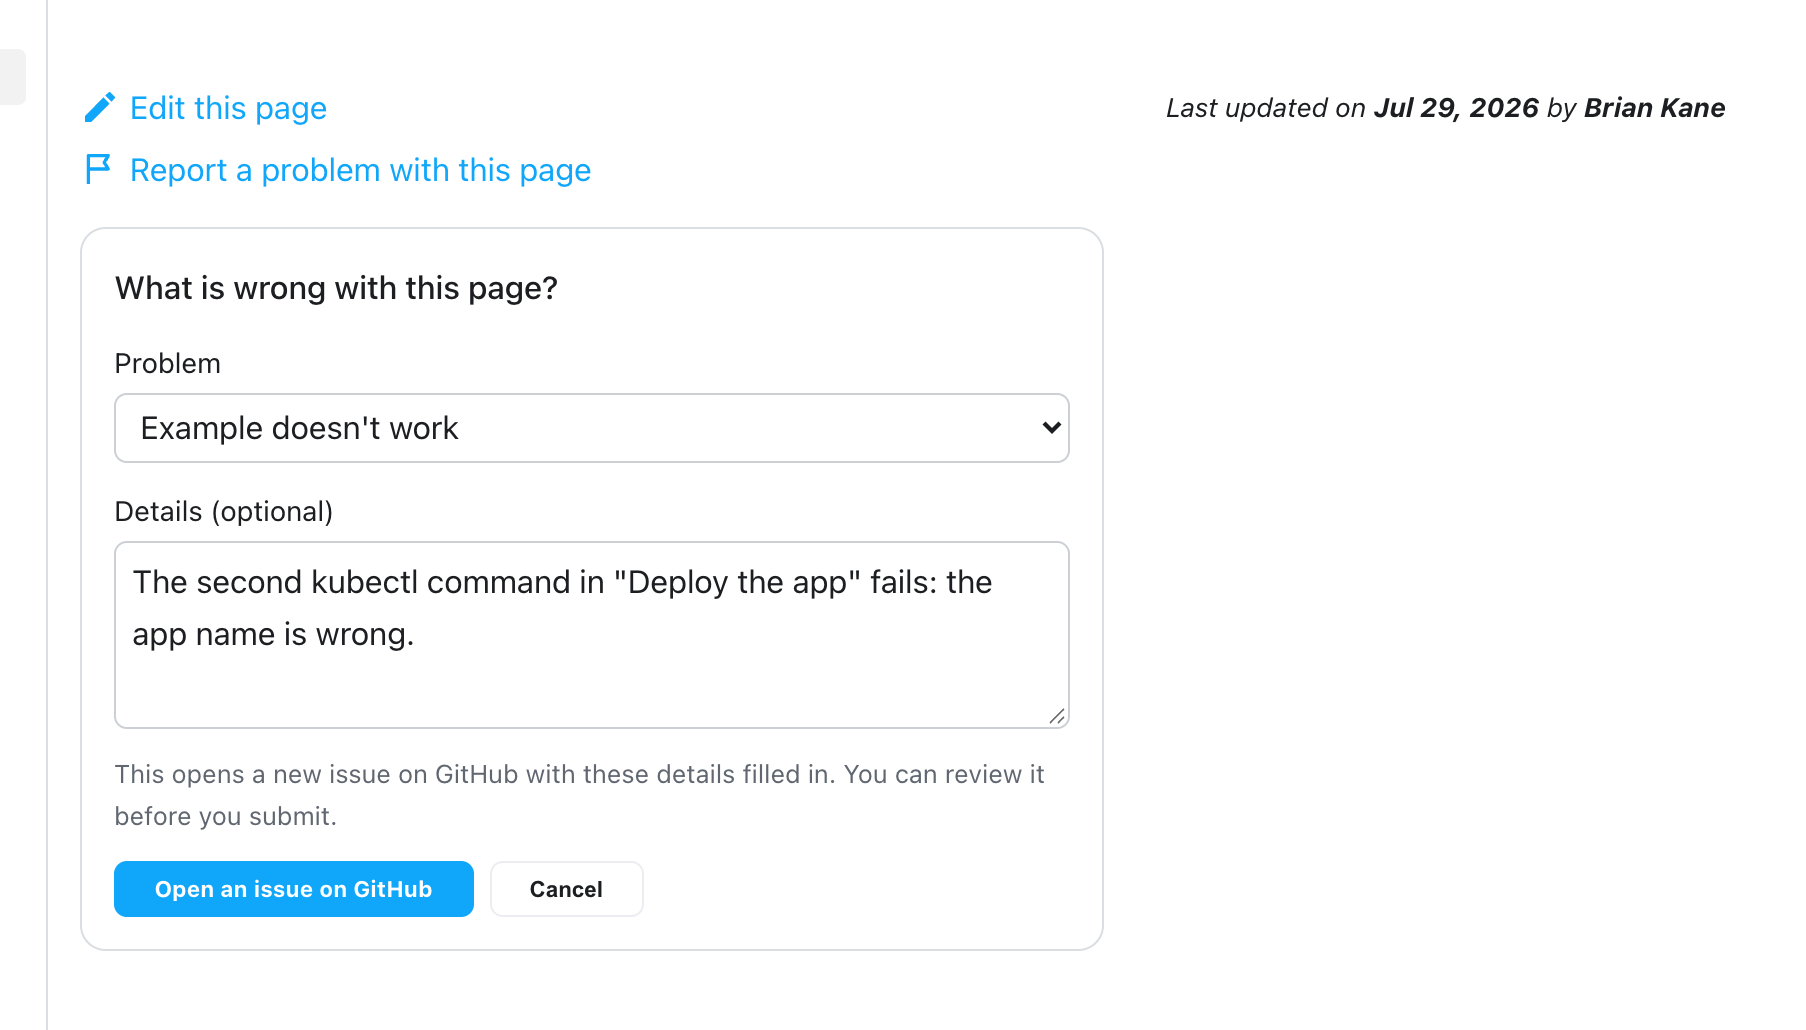 Edit this page
Last updated on Jul 29, 2026 by Brian Kane
Report a problem with this page
What is wrong with this page?
Problem
Example doesn't work
Details (optional)
The second kubectl command in "Deploy the app" fails: the
app name is wrong.
This opens a new issue on GitHub with these details filled in. You can review it
before you submit.
Open an issue on GitHub
Cancel